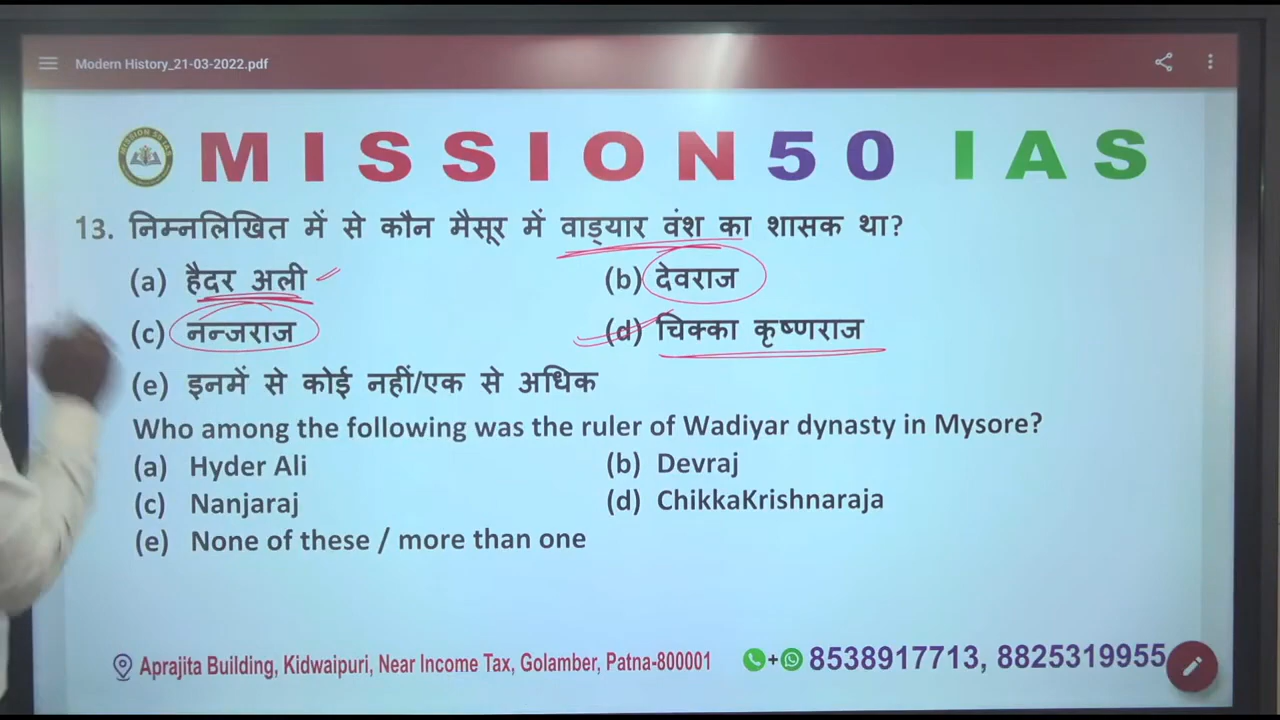 Modern History_21-03-2022.pdf
MISSION 50 IAS
13. निम्नलिखित में से कौन मैसूर में वाड्यार वंश का शासक था?
(a) हैदर अली (b) देवराज
(c) नन्जराज (d) चिक्का कृष्णराज
(e) इनमें से कोई नहीं/एक से अधिक
Who among the following was the ruler of Wadiyar dynasty in Mysore?
(a) Hyder Ali (b) Devraj
(c) Nanjaraj (d) ChikkaKrishnaraja
(e) None of these / more than one
Aprajita Building, Kidwaipuri, Near Income Tax, Golamber, Patna-800001 + 8538917713, 8825319955